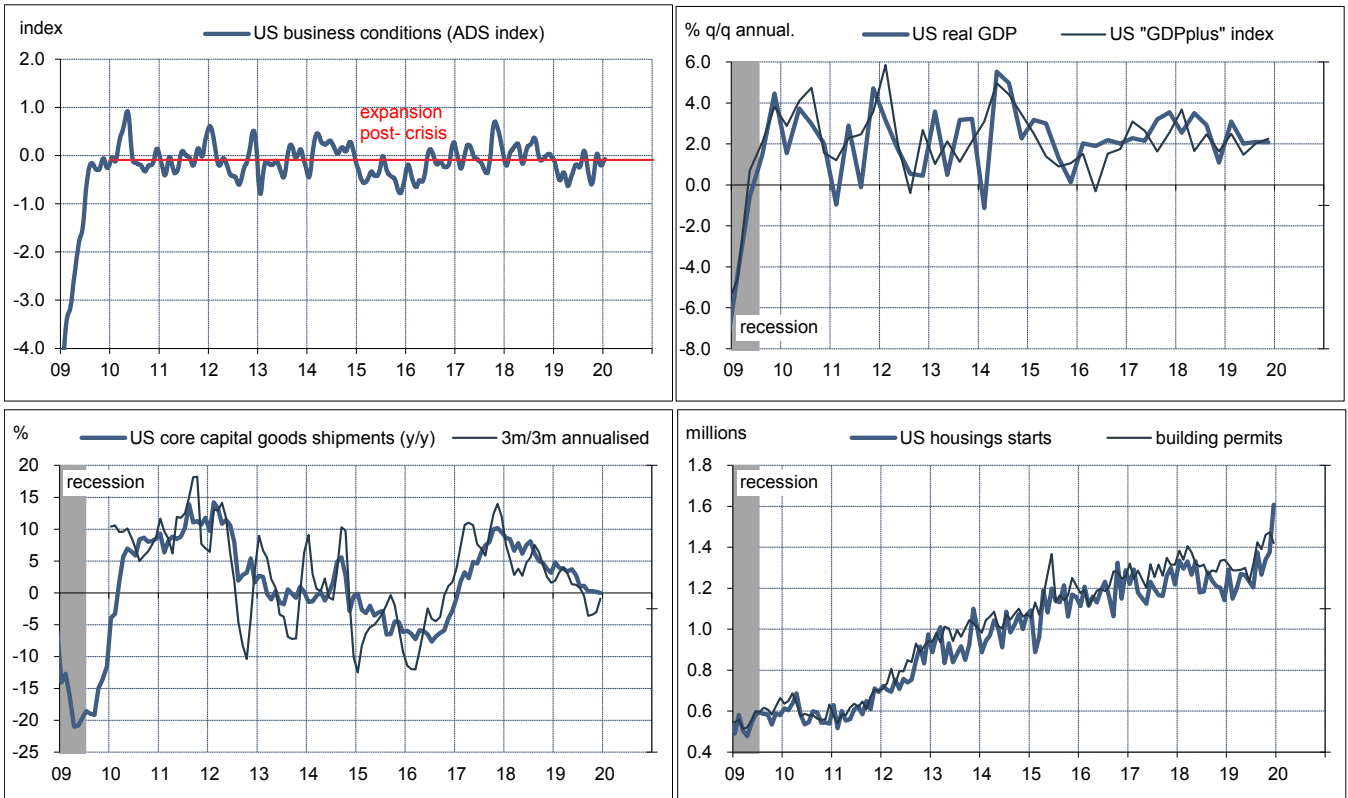 index
US business conditions (ADS index)
2.0
1.0
0.0
-1.0
-2.0
-3.0
-4.0
expansion
post- crisis
09 10 11 12 13 14 15 16 17 18 19 20
% q/q annual.
US real GDP
US "GDPplus" index
6.0
4.0
2.0
0.0
-2.0
-4.0
-6.0
-8.0
recession
09 10 11 12 13 14 15 16 17 18 19 20
%
US core capital goods shipments (y/y)
3m/3m annualised
20
15
10
5
0
-5
-10
-15
-20
-25
recession
09 10 11 12 13 14 15 16 17 18 19 20
millions
US housings starts
building permits
1.8
1.6
1.4
1.2
1.0
0.8
0.6
0.4
recession
09 10 11 12 13 14 15 16 17 18 19 20